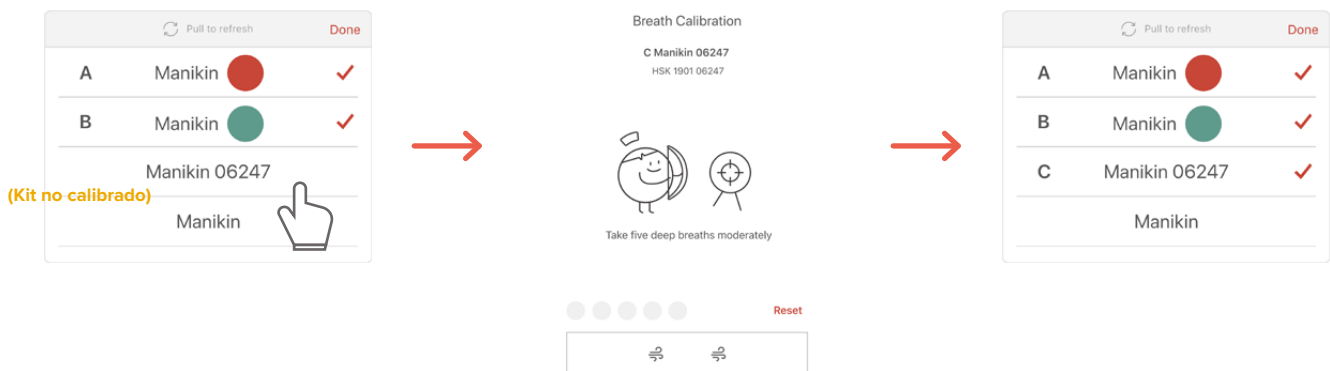 Pull to refresh Done
A Manikin
B Manikin
Manikin 06247
(Kit no calibrado)
Manikin
Breath Calibration
C Manikin 06247
HSK 1901 06247
Take five deep breaths moderately
Reset
Pull to refresh Done
A Manikin
B Manikin
C Manikin 06247
Manikin